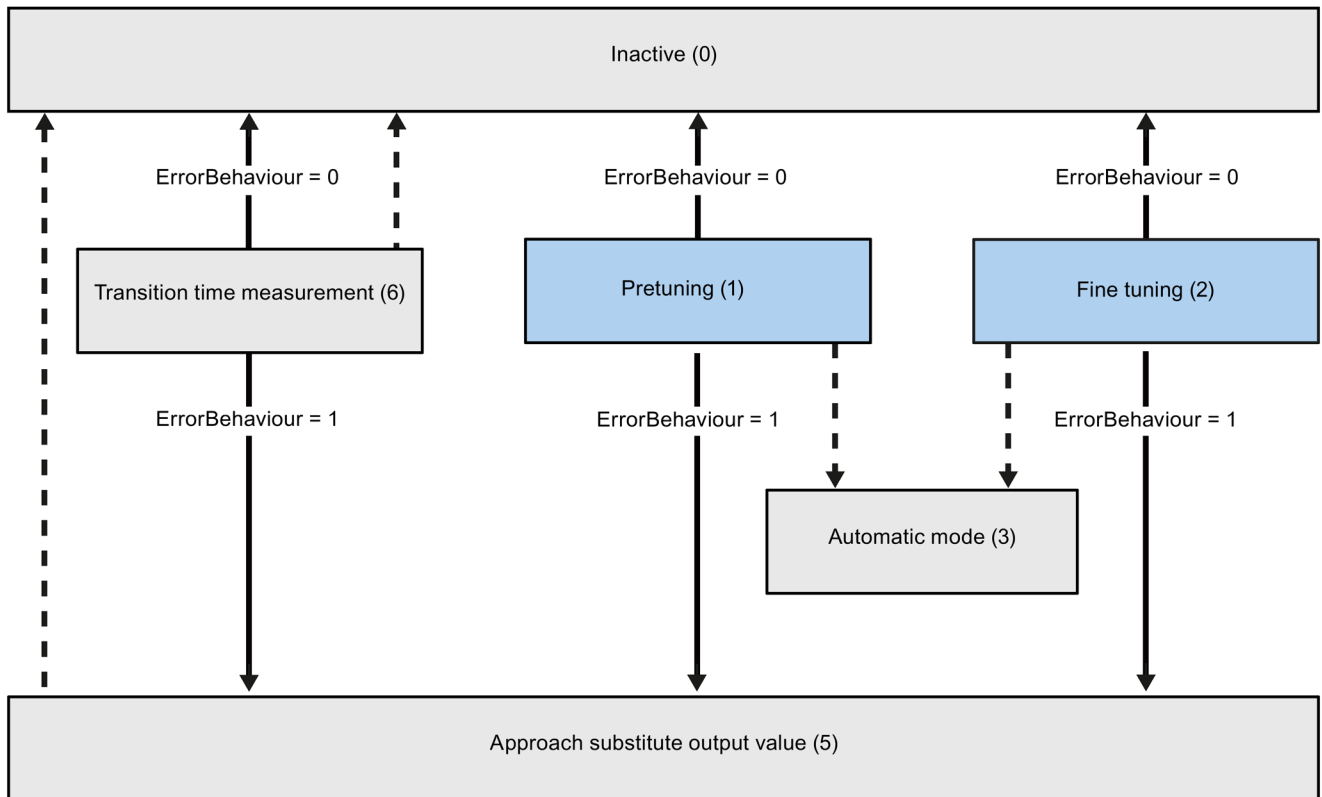 Inactive (0)
ErrorBehaviour = 0
ErrorBehaviour = 0
ErrorBehaviour = 0
Transition time measurement (6)
Pretuning (1)
Fine tuning (2)
ErrorBehaviour = 1
ErrorBehaviour = 1
ErrorBehaviour = 1
Automatic mode (3)
Approach substitute output value (5)